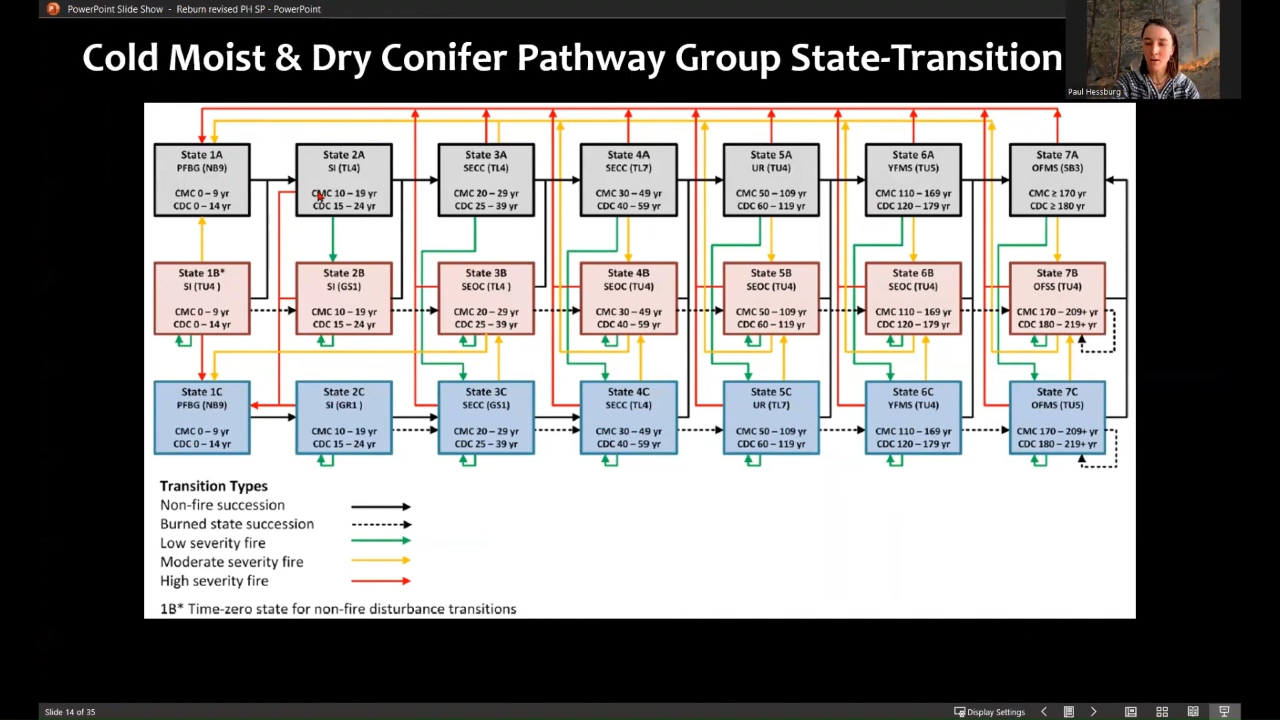 PowerPoint Slide Show - Reburn revised PH SP - PowerPoint
Cold Moist & Dry Conifer Pathway Group State-Transition
Paul Hessburg
State 1A
PFBG (NB9)
CMC 0 – 9 yr
CDC 0 – 14 yr
State 2A
SI (TL4)
CMC 10 – 19 yr
CDC 15 – 24 yr
State 3A
SECC (TL4)
CMC 20 – 29 yr
CDC 25 – 39 yr
State 4A
SECC (TL7)
CMC 30 – 49 yr
CDC 40 – 59 yr
State 5A
UR (TU4)
CMC 50 – 109 yr
CDC 60 – 119 yr
State 6A
YFMS (TU5)
CMC 110 – 169 yr
CDC 120 – 179 yr
State 7A
OFMS (SB3)
CMC ≥ 170 yr
CDC ≥ 180 yr
State 1B*
SI (TU4 )
CMC 0 – 9 yr
CDC 0 – 14 yr
State 2B
SI (GS1)
CMC 10 – 19 yr
CDC 15 – 24 yr
State 3B
SEOC (TL4 )
CMC 20 – 29 yr
CDC 25 – 39 yr
State 4B
SEOC (TU4)
CMC 30 – 49 yr
CDC 40 – 59 yr
State 5B
SEOC (TU4)
CMC 50 – 109 yr
CDC 60 – 119 yr
State 6B
SEOC (TU4)
CMC 110 – 169 yr
CDC 120 – 179 yr
State 7B
OFSS (TU4)
CMC 170 – 209+ yr
CDC 180 – 219+ yr
State 1C
PFBG (NB9)
CMC 0 – 9 yr
CDC 0 – 14 yr
State 2C
SI (GR1 )
CMC 10 – 19 yr
CDC 15 – 24 yr
State 3C
SECC (GS1)
CMC 20 – 29 yr
CDC 25 – 39 yr
State 4C
SECC (TL4)
CMC 30 – 49 yr
CDC 40 – 59 yr
State 5C
UR (TL7)
CMC 50 – 109 yr
CDC 60 – 119 yr
State 6C
YFMS (TU4)
CMC 110 – 169 yr
CDC 120 – 179 yr
State 7C
OFMS (TU5)
CMC 170 – 209+ yr
CDC 180 – 219+ yr
Transition Types
Non-fire succession
Burned state succession
Low severity fire
Moderate severity fire
High severity fire
1B* Time-zero state for non-fire disturbance transitions
Slide 14 of 35
Display Settings